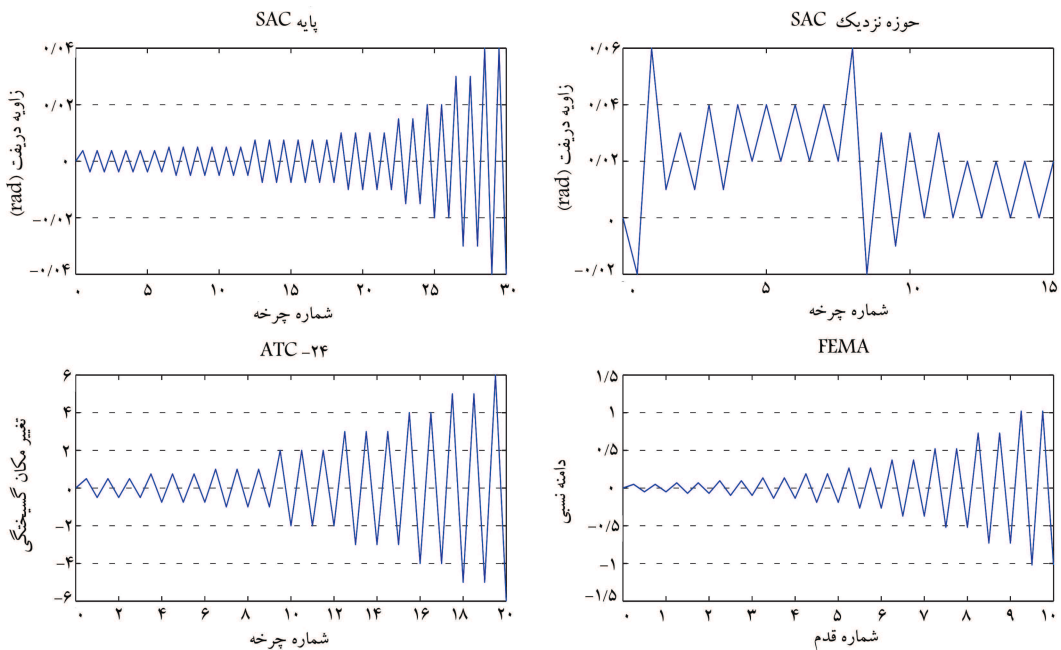 پایه SAC
زاویه دریفت (rad)
۰/۰۴
۰/۰۲
۰
-۰/۰۲
-۰/۰۴
۰ ۵ ۱۰ ۱۵ ۲۰ ۲۵ ۳۰
شماره چرخه
حوزه نزدیک SAC
زاویه دریفت (rad)
۰/۰۶
۰/۰۴
۰/۰۲
۰
-۰/۰۲
۰ ۵ ۱۰ ۱۵
شماره چرخه
ATC -۲۴
تغییر مکان گسیختگی
۶
۴
۲
۰
-۲
-۴
-۶
۰ ۲ ۴ ۶ ۸ ۱۰ ۱۲ ۱۴ ۱۶ ۱۸ ۲۰
شماره چرخه
FEMA
دامنه نسبی
۱/۵
۱
۰/۵
۰
-۰/۵
-۱
-۱/۵
۰ ۱ ۲ ۳ ۴ ۵ ۶ ۷ ۸ ۹ ۱۰
شماره قدم